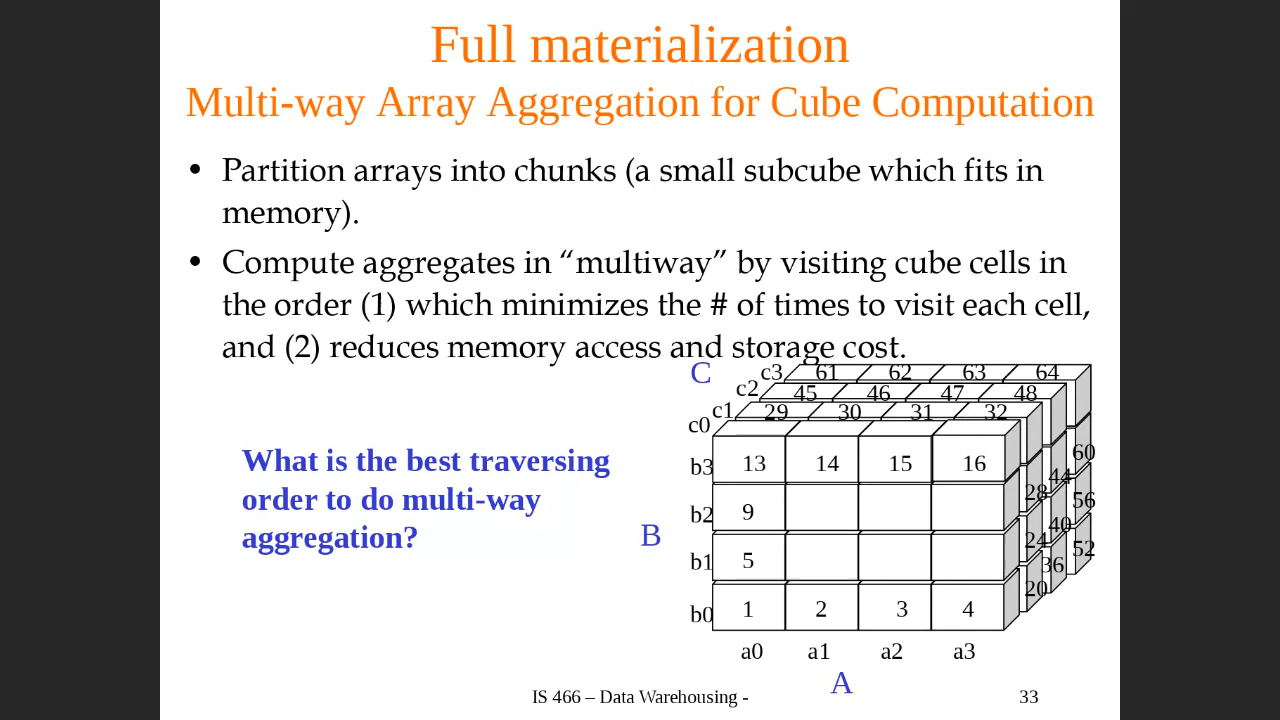 Full materialization
Multi-way Array Aggregation for Cube Computation
• Partition arrays into chunks (a small subcube which fits in
memory).
• Compute aggregates in “multiway” by visiting cube cells in
the order (1) which minimizes the # of times to visit each cell,
and (2) reduces memory access and storage cost.
What is the best traversing
order to do multi-way
aggregation?
C
c3 61 62 63 64
c2 45 46 47 48
c1 29 30 31 32
c0
b3 13 14 15 16
60
44
28
b2 9
56
40
24
B
b1 5
52
36
20
b0 1 2 3 4
a0 a1 a2 a3
A
IS 466 – Data Warehousing -
33